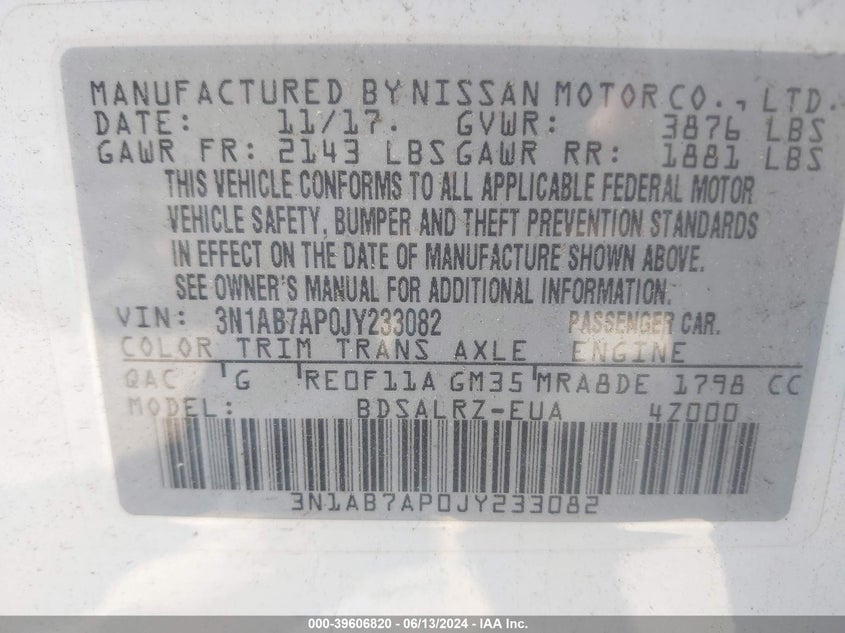 MANUFACTURED BY NISSAN MOTOR CO., LTD.
DATE: 11/17. GVWR: 3876 LBS
GAWR FR: 2143 LBS GAWR RR: 1881 LBS
THIS VEHICLE CONFORMS TO ALL APPLICABLE FEDERAL MOTOR
VEHICLE SAFETY, BUMPER AND THEFT PREVENTION STANDARDS
IN EFFECT ON THE DATE OF MANUFACTURE SHOWN ABOVE.
SEE OWNER'S MANUAL FOR ADDITIONAL INFORMATION.
VIN: 3N1AB7AP0JY233082 PASSENGER CAR.
COLOR TRIM TRANS AXLE ENGINE
QAC G RE0F11A GM35 MRA8DE 1798 CC
MODEL: BDSALRZ-EUA 4Z000
3N1AB7AP0JY233082
000-39606820 - 06/13/2024 - IAAI.com